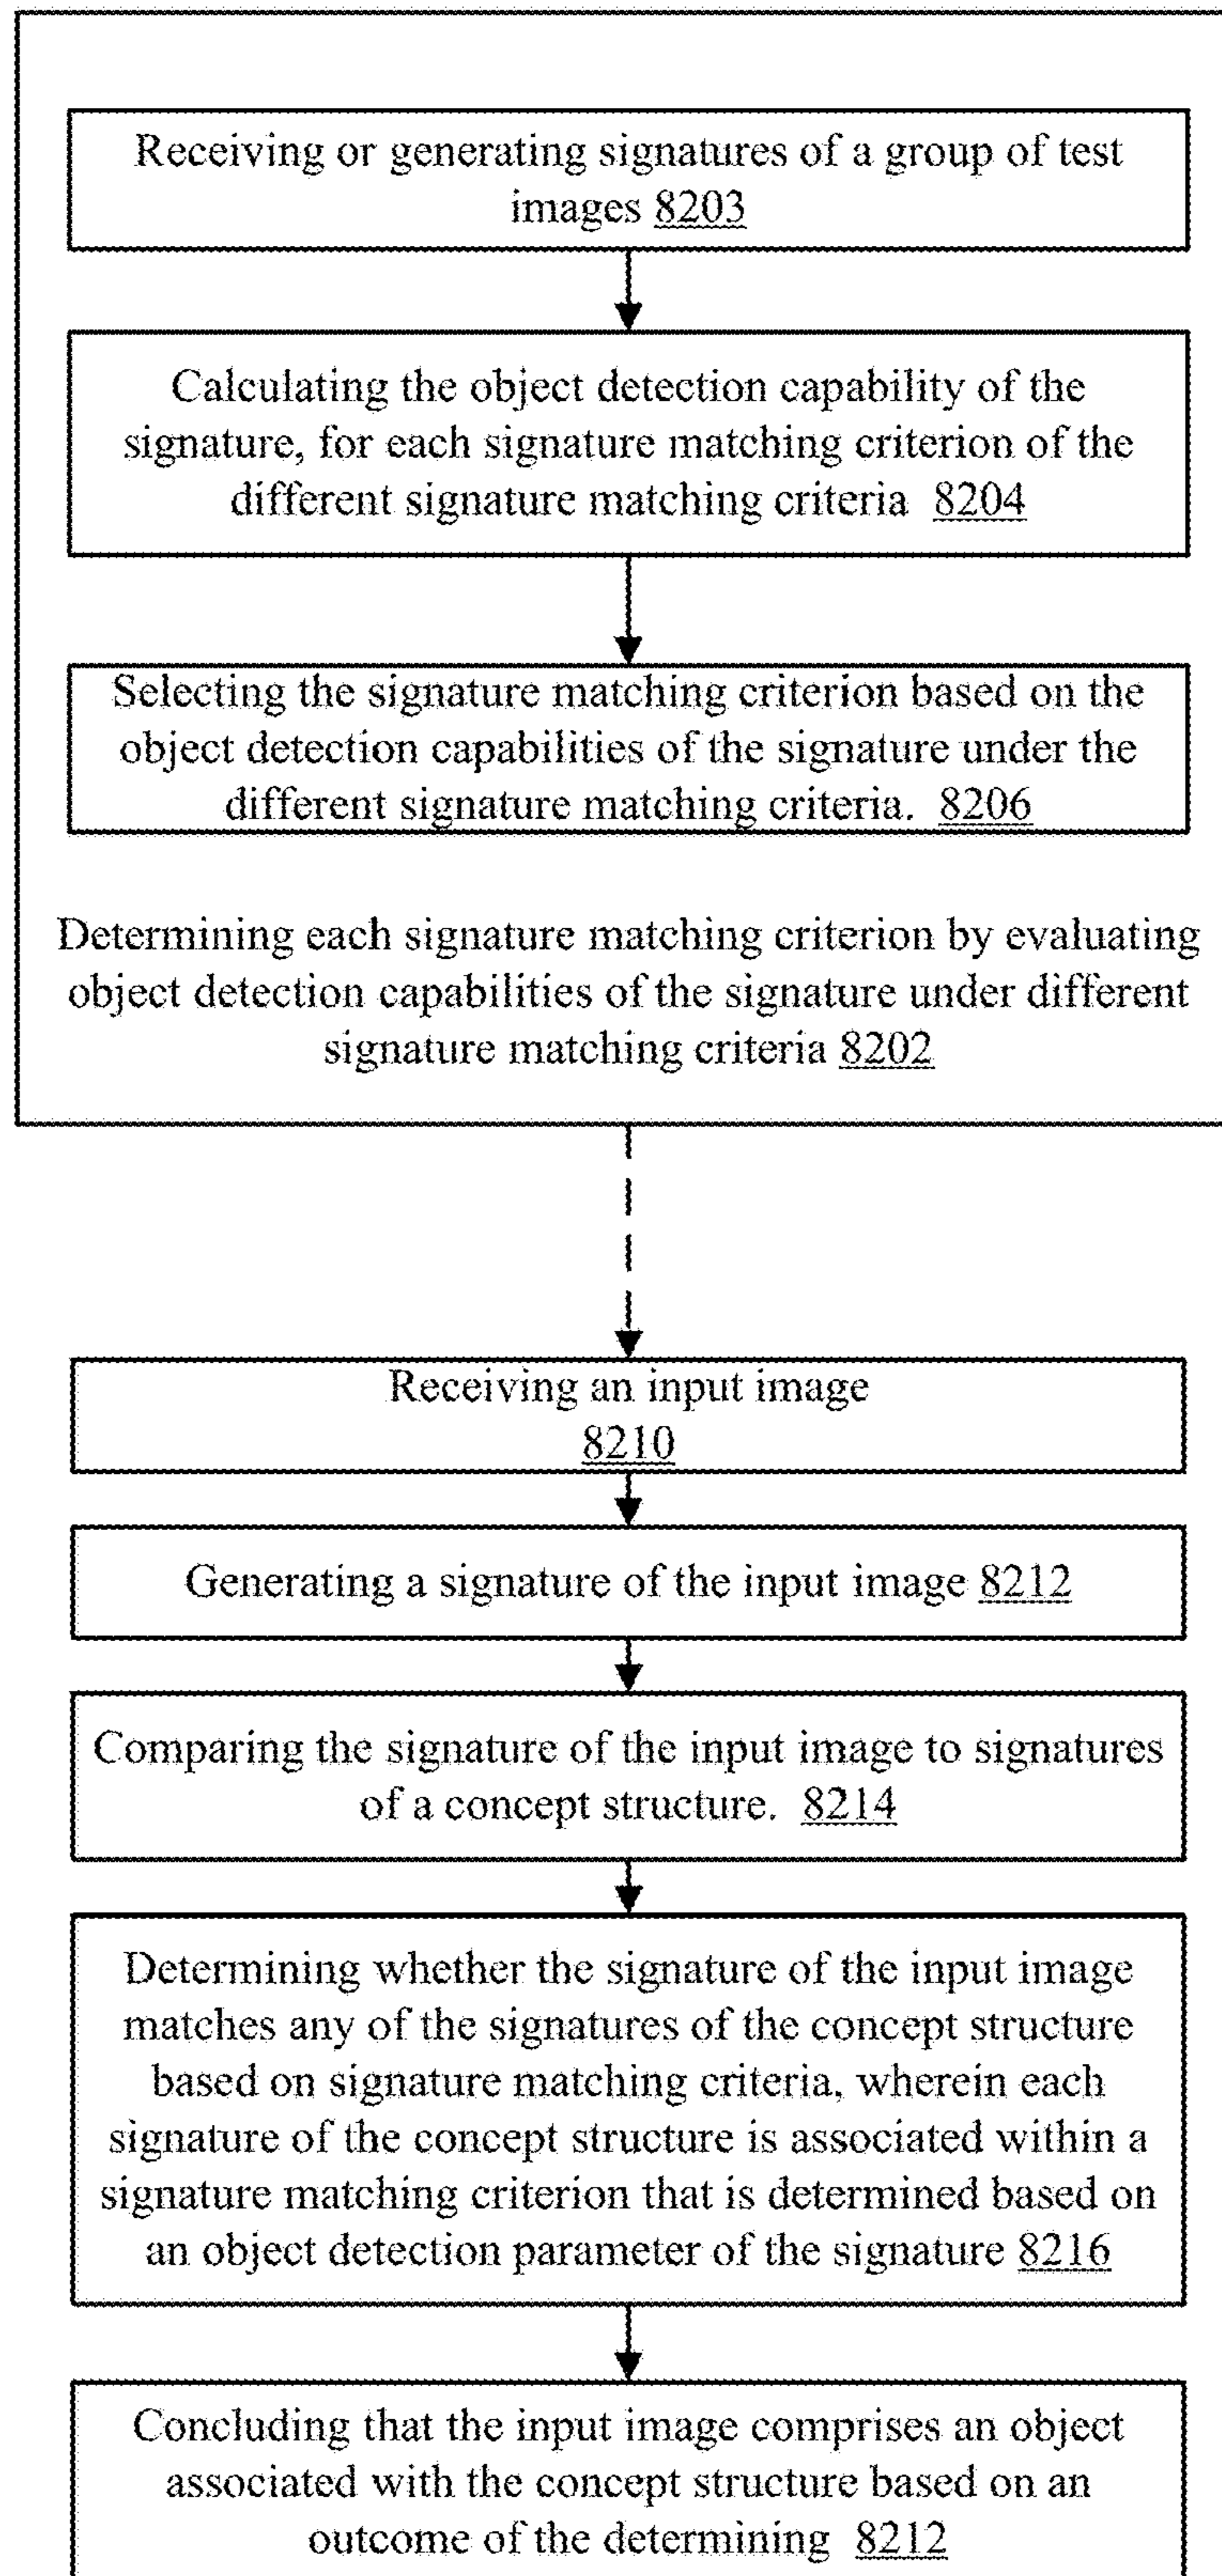 Receiving or generating signatures of a group of test
images 8203
Calculating the object detection capability of the
signature, for each signature matching criterion of the
different signature matching criteria 8204
Selecting the signature matching criterion based on the
object detection capabilities of the signature under the
different signature matching criteria. 8206
Determining each signature matching criterion by evaluating
object detection capabilities of the signature under different
signature matching criteria 8202
Receiving an input image
8210
Generating a signature of the input image 8212
Comparing the signature of the input image to signatures
of a concept structure. 8214
Determining whether the signature of the input image
matches any of the signatures of the concept structure
based on signature matching criteria, wherein each
signature of the concept structure is associated within a
signature matching criterion that is determined based on
an object detection parameter of the signature 8216
Concluding that the input image comprises an object
associated with the concept structure based on an
outcome of the determining 8212